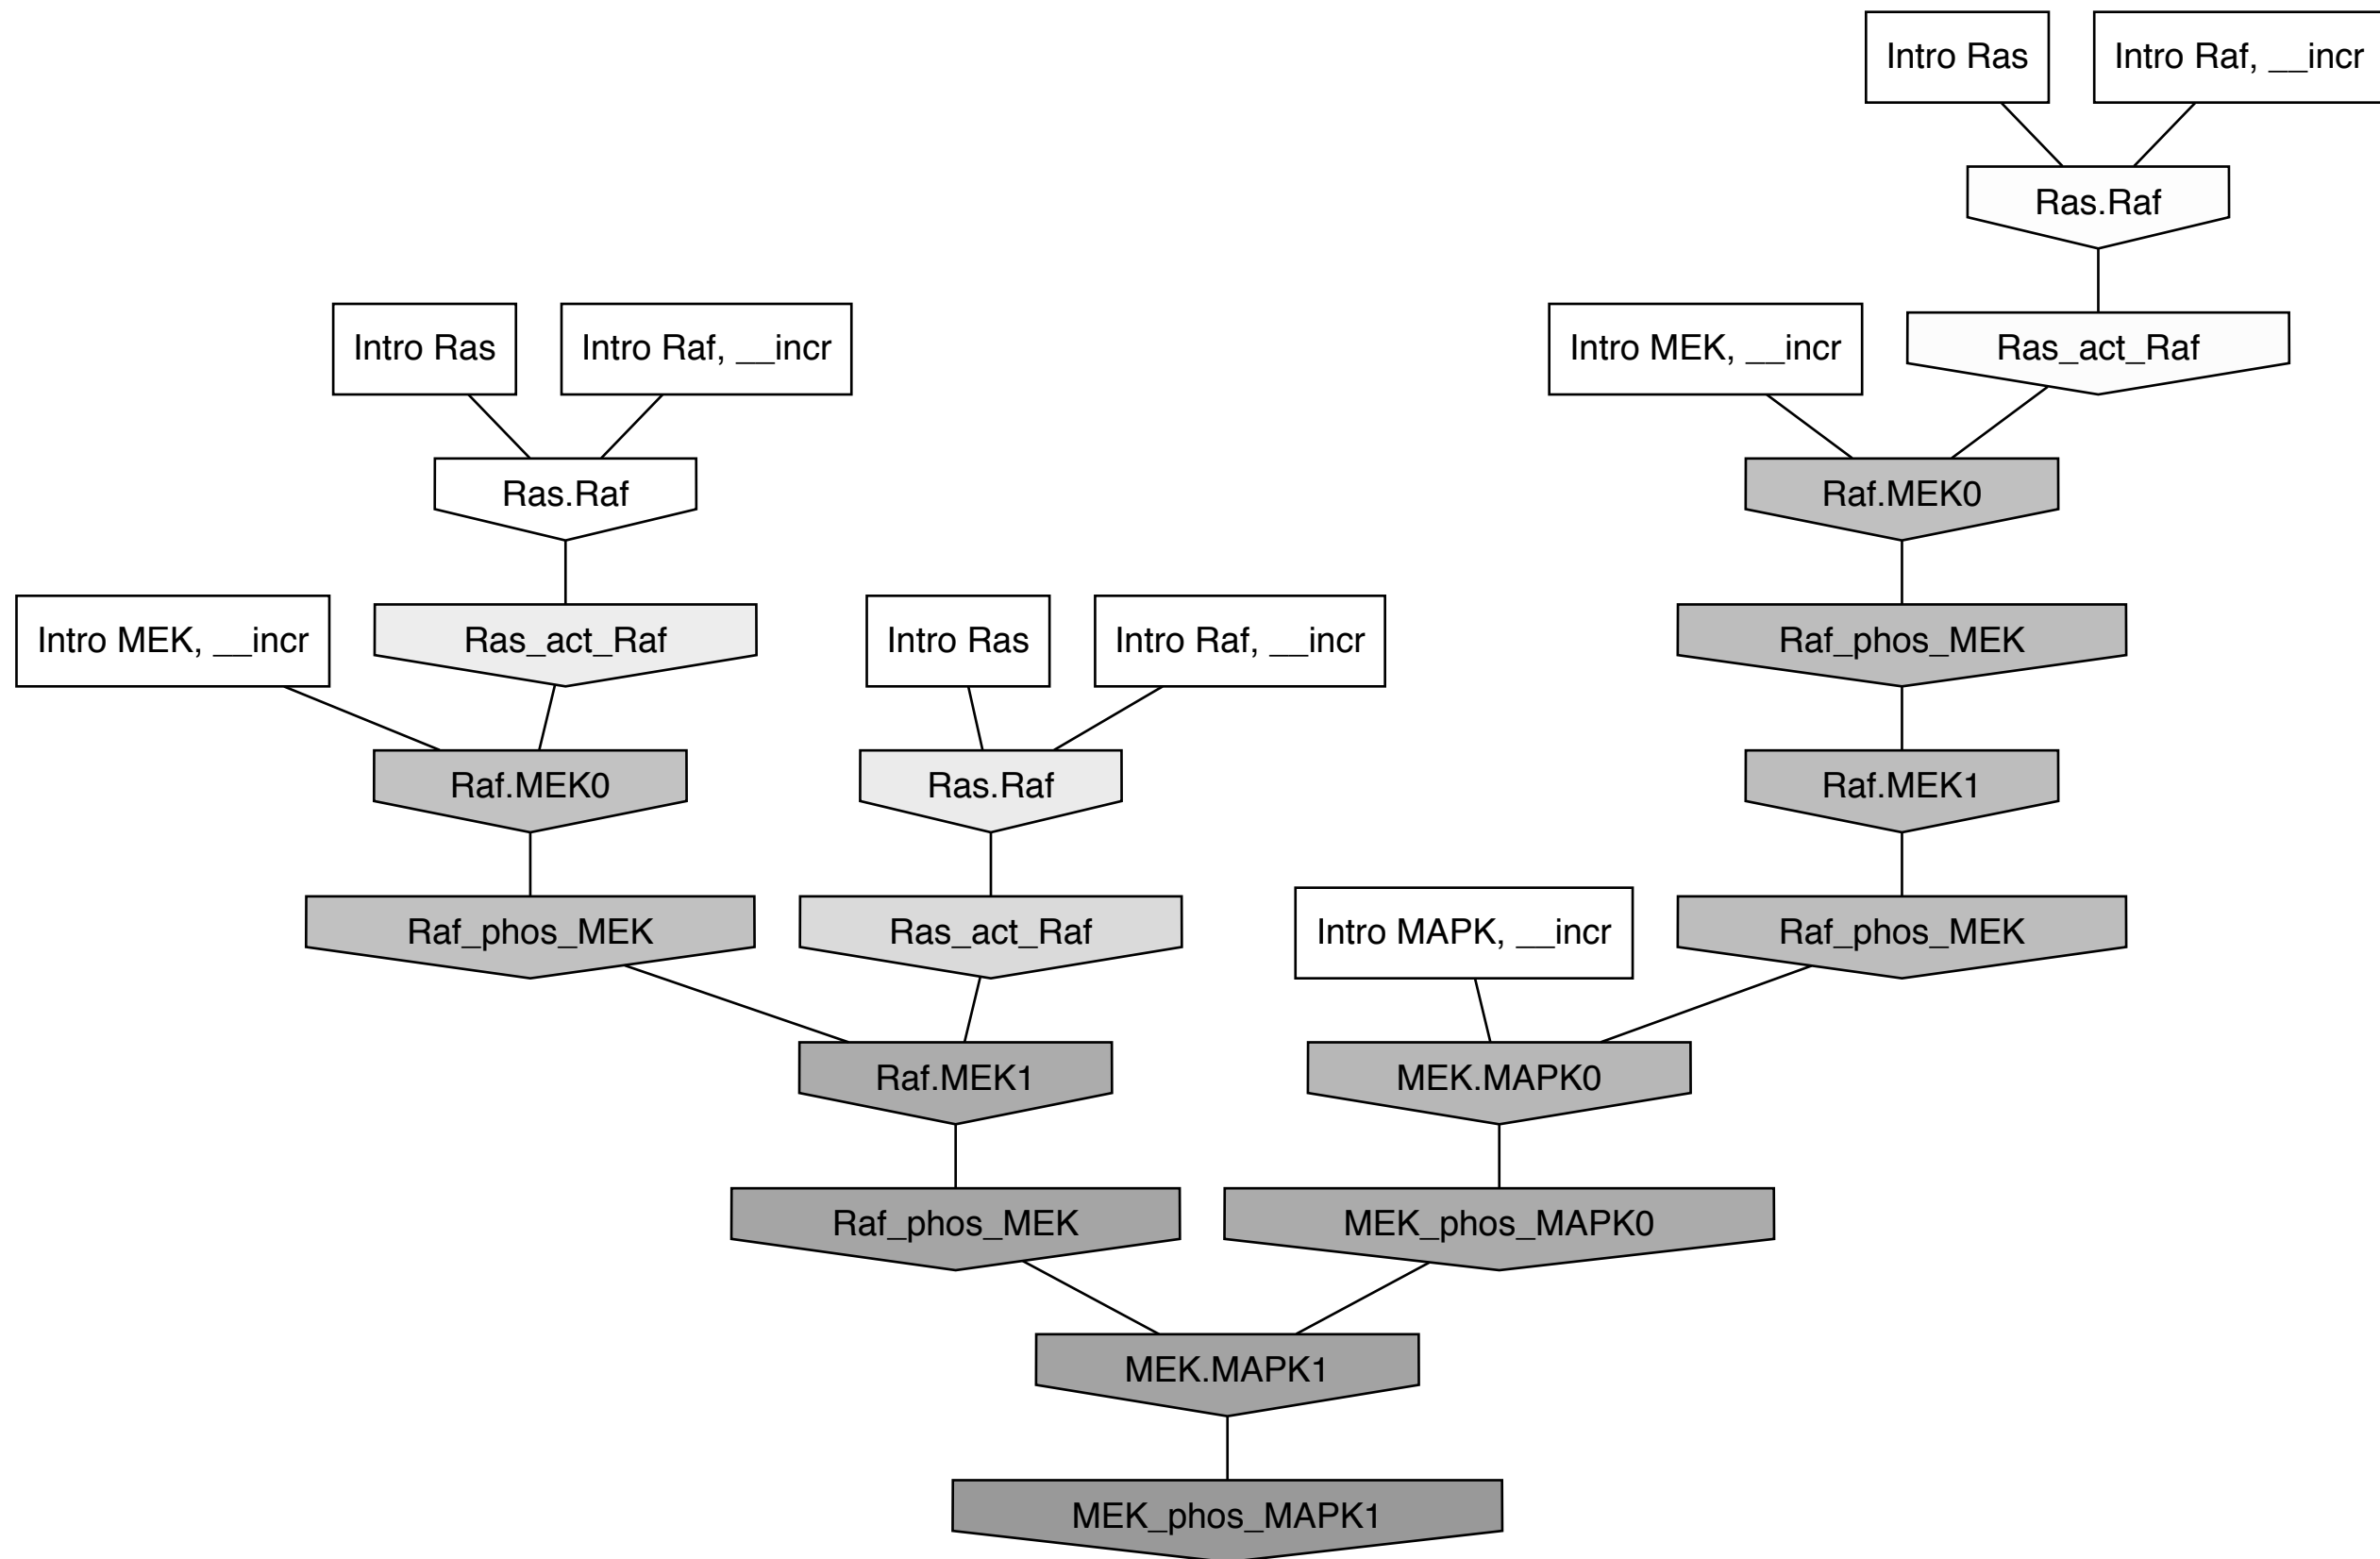 Intro Ras
Intro Raf, __incr
Ras.Raf
Intro Ras
Intro Raf, __incr
Intro MEK, __incr
Ras_act_Raf
Ras.Raf
Raf.MEK0
Intro MEK, __incr
Ras_act_Raf
Intro Ras
Intro Raf, __incr
Raf_phos_MEK
Raf.MEK0
Ras.Raf
Raf.MEK1
Raf_phos_MEK
Ras_act_Raf
Intro MAPK, __incr
Raf_phos_MEK
Raf.MEK1
MEK.MAPK0
Raf_phos_MEK
MEK_phos_MAPK0
MEK.MAPK1
MEK_phos_MAPK1